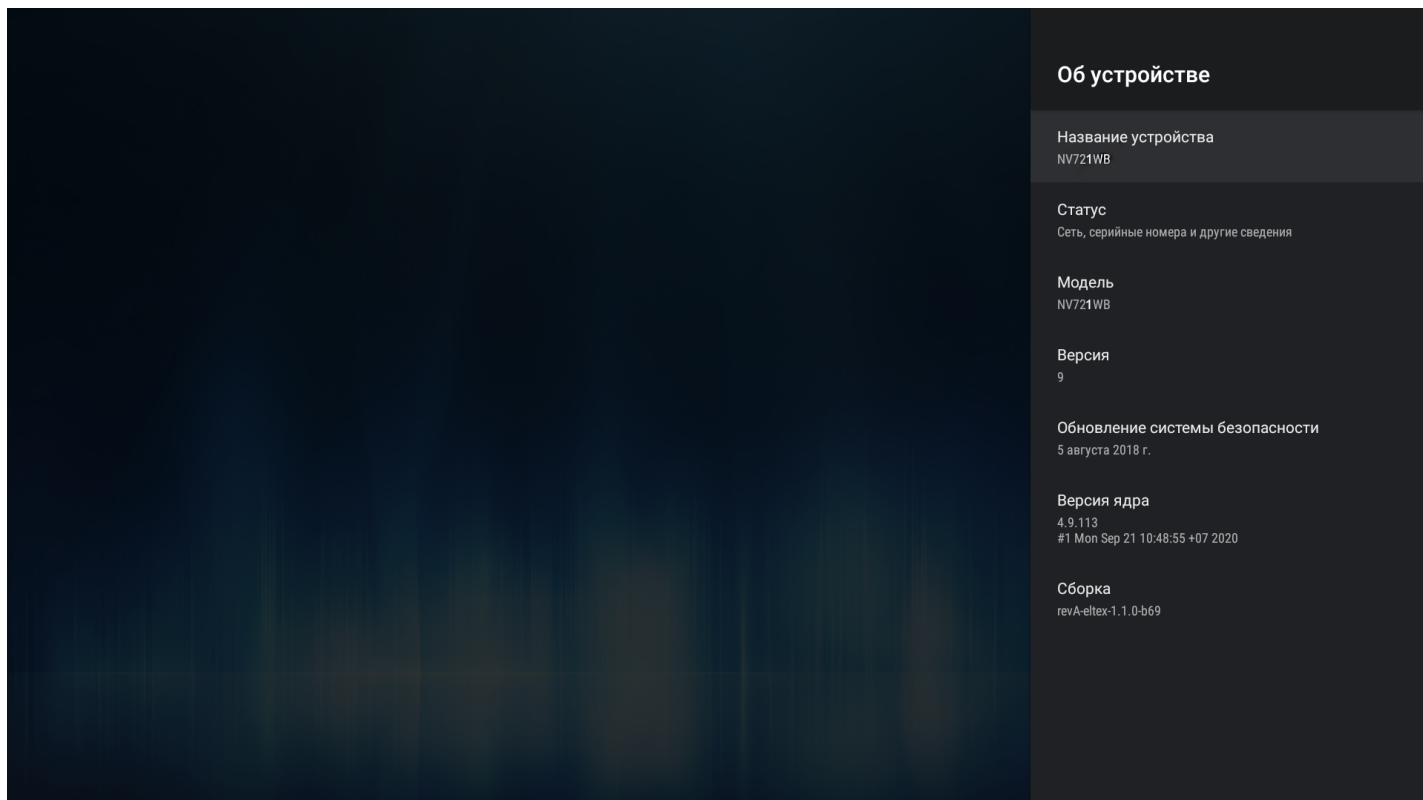 Об устройстве
Название устройства
NV721WB
Статус
Сеть, серийные номера и другие сведения
Модель
NV721WB
Версия
9
Обновление системы безопасности
5 августа 2018 г.
Версия ядра
4.9.113
#1 Mon Sep 21 10:48:55 +07 2020
Сборка
revA-eltex-1.1.0-b69